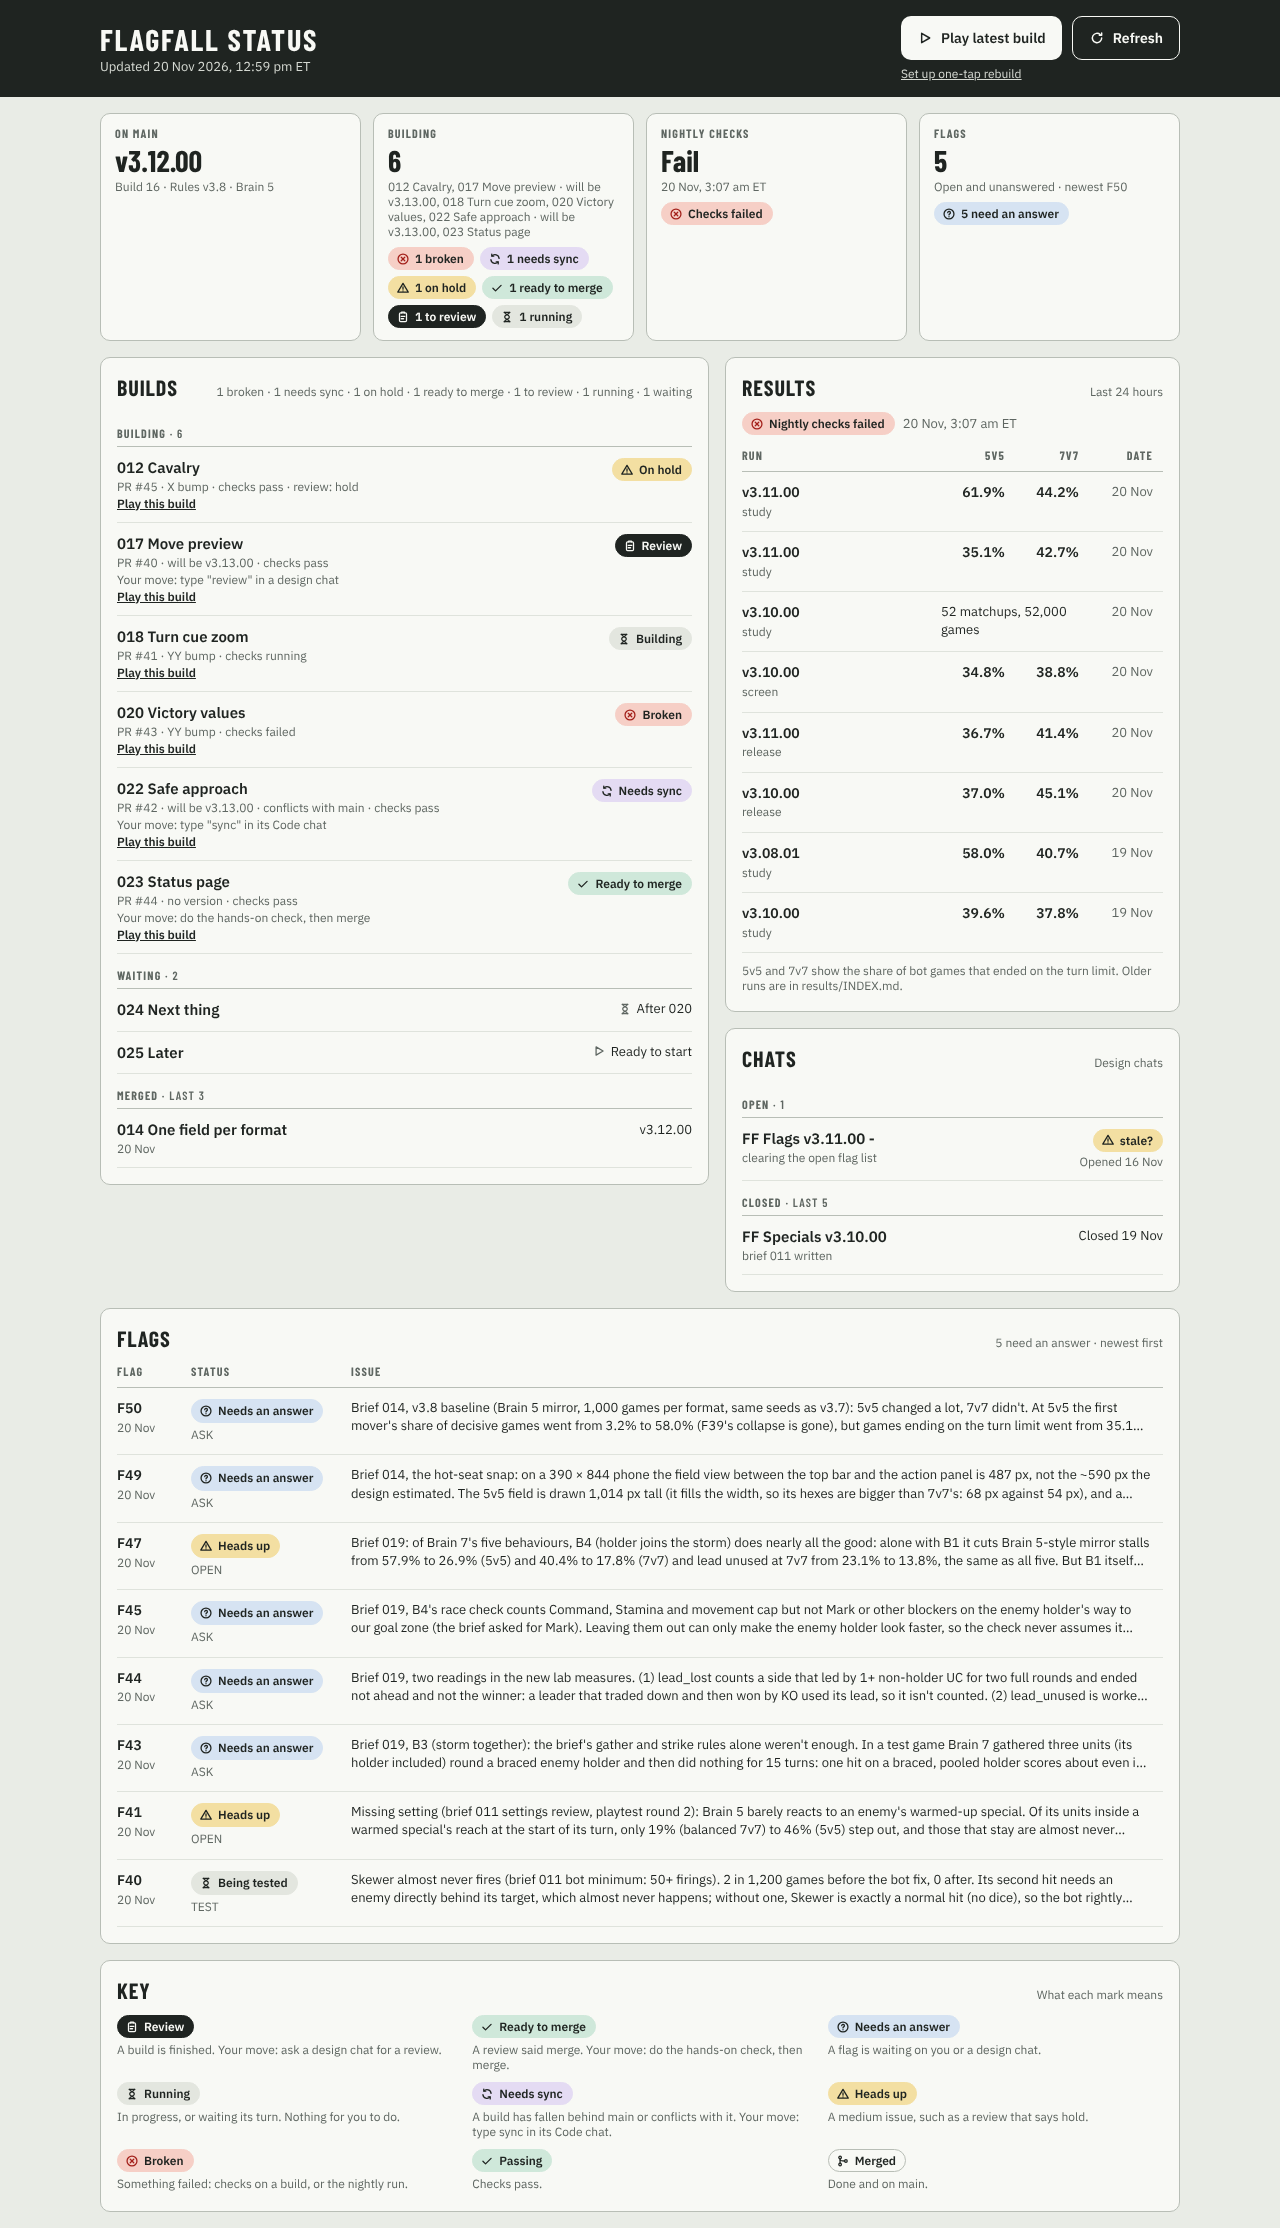 FLAGFALL STATUS
Updated 20 Nov 2026, 12:59 pm ET
Play latest build
Refresh
Set up one-tap rebuild
ON MAIN
v3.12.00
Build 16 · Rules v3.8 · Brain 5
BUILDING
6
012 Cavalry, 017 Move preview · will be
v3.13.00, 018 Turn cue zoom, 020 Victory
values, 022 Safe approach · will be
v3.13.00, 023 Status page
1 broken
1 needs sync
1 on hold
1 ready to merge
1 to review
1 running
NIGHTLY CHECKS
Fail
20 Nov, 3:07 am ET
Checks failed
FLAGS
5
Open and unanswered · newest F50
5 need an answer
BUILDS
1 broken · 1 needs sync · 1 on hold · 1 ready to merge · 1 to review · 1 running · 1 waiting
BUILDING · 6
012 Cavalry
On hold
PR #45 · X bump · checks pass · review: hold
Play this build
017 Move preview
Review
PR #40 · will be v3.13.00 · checks pass
Your move: type "review" in a design chat
Play this build
018 Turn cue zoom
Building
PR #41 · YY bump · checks running
Play this build
020 Victory values
Broken
PR #43 · YY bump · checks failed
Play this build
022 Safe approach
Needs sync
PR #42 · will be v3.13.00 · conflicts with main · checks pass
Your move: type "sync" in its Code chat
Play this build
023 Status page
Ready to merge
PR #44 · no version · checks pass
Your move: do the hands-on check, then merge
Play this build
WAITING · 2
024 Next thing
After 020
025 Later
Ready to start
MERGED · LAST 3
014 One field per format
v3.12.00
20 Nov
RESULTS
Last 24 hours
Nightly checks failed
20 Nov, 3:07 am ET
RUN 5V5 7V7 DATE
v3.11.00 61.9% 44.2% 20 Nov
study
v3.11.00 35.1% 42.7% 20 Nov
study
v3.10.00 52 matchups, 52,000 20 Nov
study games
v3.10.00 34.8% 38.8% 20 Nov
screen
v3.11.00 36.7% 41.4% 20 Nov
release
v3.10.00 37.0% 45.1% 20 Nov
release
v3.08.01 58.0% 40.7% 19 Nov
study
v3.10.00 39.6% 37.8% 19 Nov
study
5v5 and 7v7 show the share of bot games that ended on the turn limit. Older
runs are in results/INDEX.md.
CHATS
Design chats
OPEN · 1
FF Flags v3.11.00 -
stale?
clearing the open flag list
Opened 16 Nov
CLOSED · LAST 5
FF Specials v3.10.00
Closed 19 Nov
brief 011 written
FLAGS
5 need an answer · newest first
FLAG STATUS ISSUE
F50
20 Nov
Needs an answer
ASK
Brief 014, v3.8 baseline (Brain 5 mirror, 1,000 games per format, same seeds as v3.7): 5v5 changed a lot, 7v7 didn't. At 5v5 the first
mover's share of decisive games went from 3.2% to 58.0% (F39's collapse is gone), but games ending on the turn limit went from 35.1…
F49
20 Nov
Needs an answer
ASK
Brief 014, the hot-seat snap: on a 390 × 844 phone the field view between the top bar and the action panel is 487 px, not the ~590 px the
design estimated. The 5v5 field is drawn 1,014 px tall (it fills the width, so its hexes are bigger than 7v7's: 68 px against 54 px), and a…
F47
20 Nov
Heads up
OPEN
Brief 019: of Brain 7's five behaviours, B4 (holder joins the storm) does nearly all the good: alone with B1 it cuts Brain 5-style mirror stalls
from 57.9% to 26.9% (5v5) and 40.4% to 17.8% (7v7) and lead unused at 7v7 from 23.1% to 13.8%, the same as all five. But B1 itself…
F45
20 Nov
Needs an answer
ASK
Brief 019, B4's race check counts Command, Stamina and movement cap but not Mark or other blockers on the enemy holder's way to
our goal zone (the brief asked for Mark). Leaving them out can only make the enemy holder look faster, so the check never assumes it…
F44
20 Nov
Needs an answer
ASK
Brief 019, two readings in the new lab measures. (1) lead_lost counts a side that led by 1+ non-holder UC for two full rounds and ended
not ahead and not the winner: a leader that traded down and then won by KO used its lead, so it isn't counted. (2) lead_unused is worke…
F43
20 Nov
Needs an answer
ASK
Brief 019, B3 (storm together): the brief's gather and strike rules alone weren't enough. In a test game Brain 7 gathered three units (its
holder included) round a braced enemy holder and then did nothing for 15 turns: one hit on a braced, pooled holder scores about even i…
F41
20 Nov
Heads up
OPEN
Missing setting (brief 011 settings review, playtest round 2): Brain 5 barely reacts to an enemy's warmed-up special. Of its units inside a
warmed special's reach at the start of its turn, only 19% (balanced 7v7) to 46% (5v5) step out, and those that stay are almost never…
F40
20 Nov
Being tested
TEST
Skewer almost never fires (brief 011 bot minimum: 50+ firings). 2 in 1,200 games before the bot fix, 0 after. Its second hit needs an
enemy directly behind its target, which almost never happens; without one, Skewer is exactly a normal hit (no dice), so the bot rightly…
KEY
What each mark means
Review
A build is finished. Your move: ask a design chat for a review.
Ready to merge
A review said merge. Your move: do the hands-on check, then
merge.
Needs an answer
A flag is waiting on you or a design chat.
Running
In progress, or waiting its turn. Nothing for you to do.
Needs sync
A build has fallen behind main or conflicts with it. Your move:
type sync in its Code chat.
Heads up
A medium issue, such as a review that says hold.
Broken
Something failed: checks on a build, or the nightly run.
Passing
Checks pass.
Merged
Done and on main.